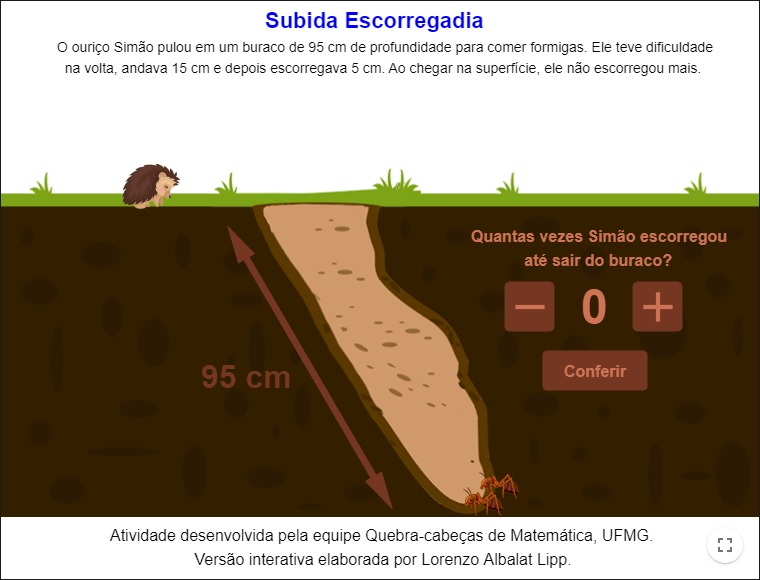 Subida Escorregadia
O ouriço Simão pulou em um buraco de 95 cm de profundidade para comer formigas. Ele teve dificuldade
na volta, andava 15 cm e depois escorregava 5 cm. Ao chegar na superfície, ele não escorregou mais.
Quantas vezes Simão escorregou
até sair do buraco?
− 0 +
95 cm
Conferir
Atividade desenvolvida pela equipe Quebra-cabeças de Matemática, UFMG.
Versão interativa elaborada por Lorenzo Albalat Lipp.